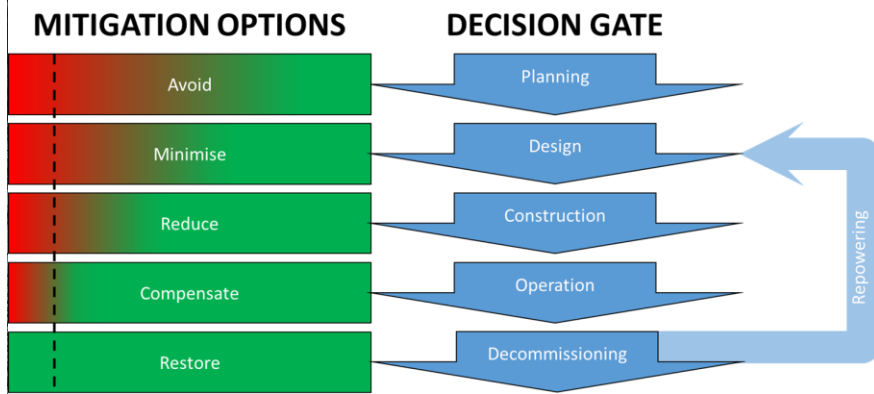 MITIGATION OPTIONS
DECISION GATE
Avoid
Planning
Minimise
Design
Reduce
Construction
Compensate
Operation
Restore
Decommissioning
Repowering